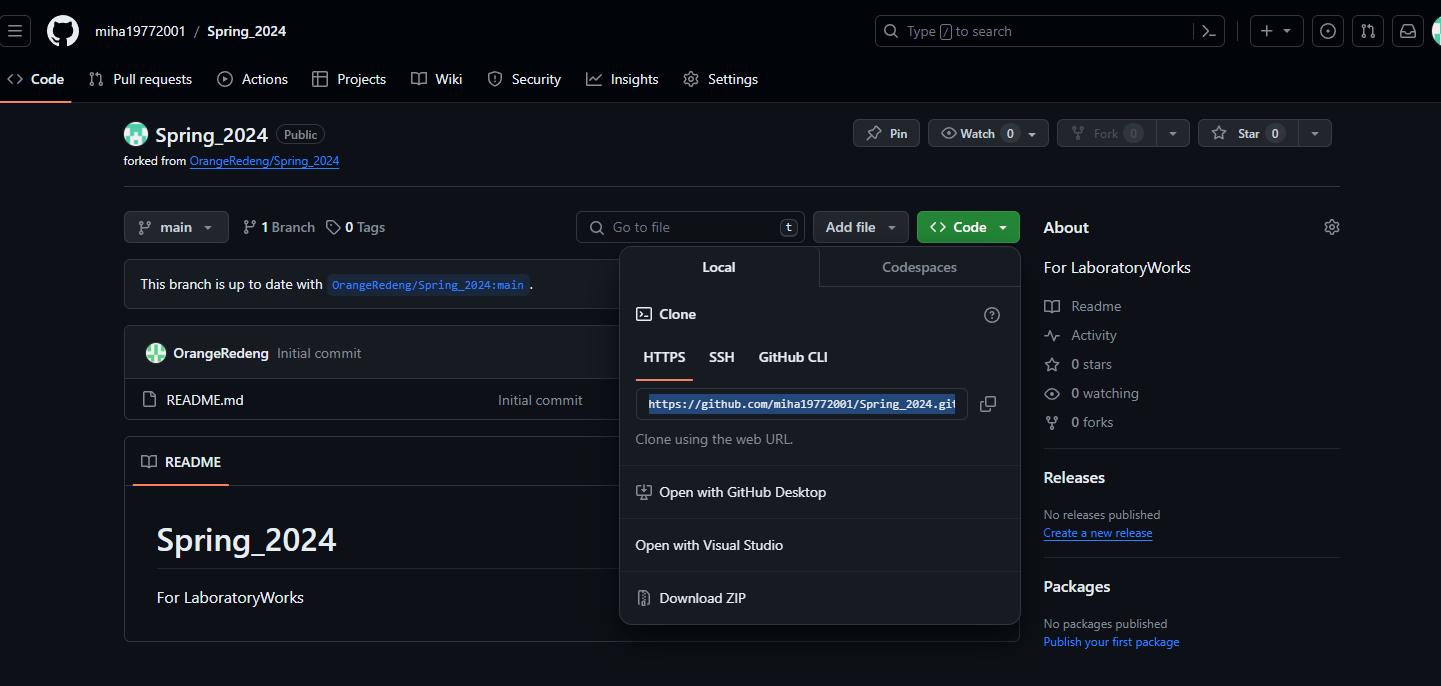 miha19772001 / Spring_2024
Type / to search
Code Pull requests Actions Projects Wiki Security Insights Settings
Spring_2024 Public
Pin Watch 0 Fork 0 Star 0
forked from OrangeRedeng/Spring_2024
main 1 Branch 0 Tags
Go to file t Add file Code
This branch is up to date with OrangeRedeng/Spring_2024:main .
OrangeRedeng Initial commit
README.md Initial commit
README
Spring_2024
For LaboratoryWorks
Local Codespaces
Clone
HTTPS SSH GitHub CLI
https://github.com/miha19772001/Spring_2024.git
Clone using the web URL.
Open with GitHub Desktop
Open with Visual Studio
Download ZIP
About
For LaboratoryWorks
Readme
Activity
0 stars
0 watching
0 forks
Releases
No releases published
Create a new release
Packages
No packages published
Publish your first package